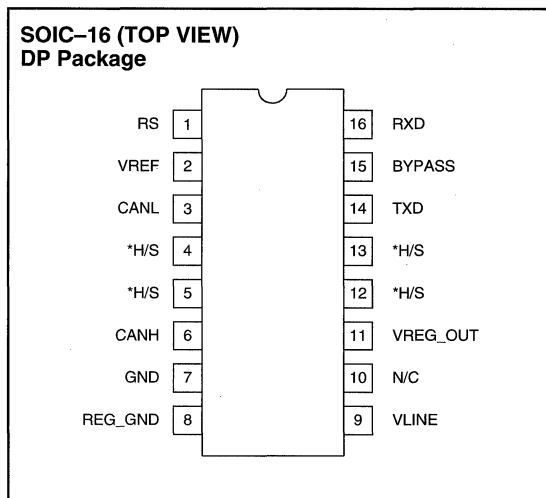 SOIC–16 (TOP VIEW)
DP Package
RS 1 16 RXD
VREF 2 15 BYPASS
CANL 3 14 TXD
*H/S 4 13 *H/S
*H/S 5 12 *H/S
CANH 6 11 VREG_OUT
GND 7 10 N/C
REG_GND 8 9 VLINE